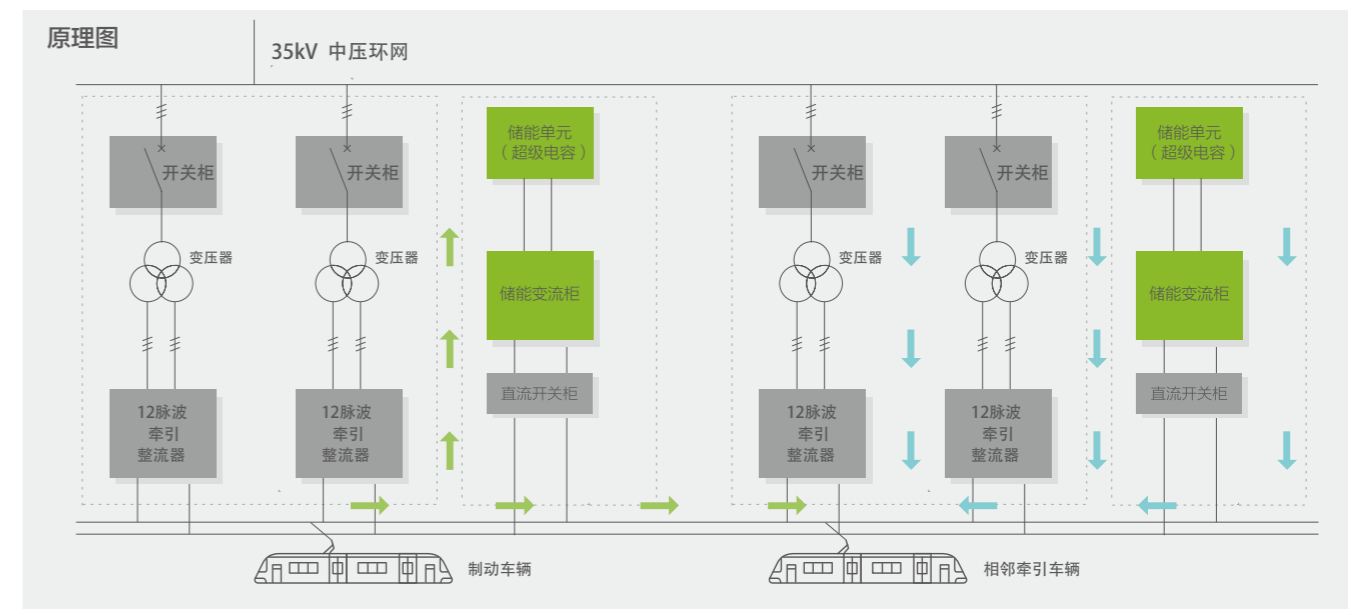 原理图
35kV 中压环网
储能单元
（超级电容）
储能单元
（超级电容）
开关柜
开关柜
开关柜
开关柜
变压器
变压器
变压器
变压器
储能变流柜
储能变流柜
直流开关柜
直流开关柜
12脉波
牵引
整流器
12脉波
牵引
整流器
12脉波
牵引
整流器
12脉波
牵引
整流器
制动车辆
相邻牵引车辆